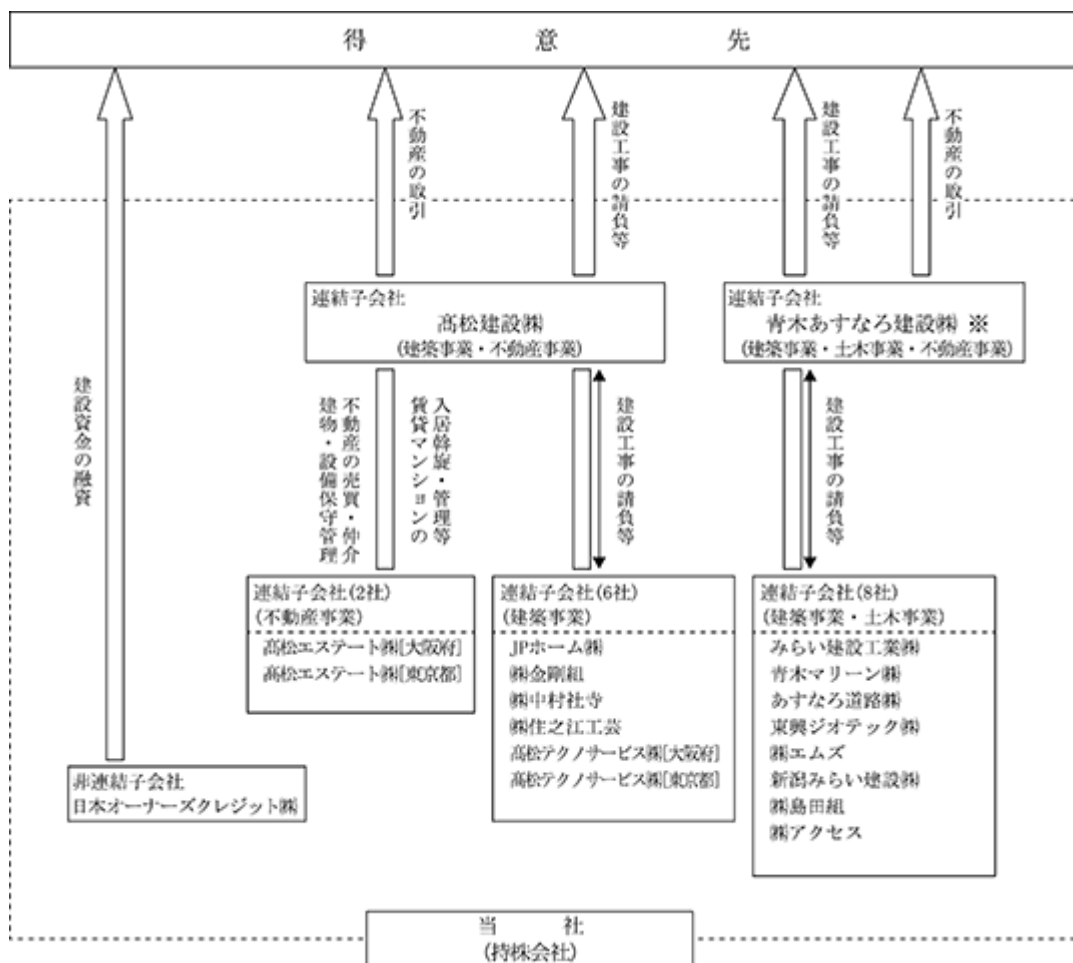 得意先
不動産の取引
建設工事の請負等
建設工事の請負等
不動産の取引
建設資金の融資
連結子会社
髙松建設㈱
(建築事業・不動産事業)
連結子会社
青木あすなろ建設㈱ ※
(建築事業・土木事業・不動産事業)
入居斡旋・管理等
賃貸マンションの
不動産の売買・仲介
建物・設備保守管理
建設工事の請負等
建設工事の請負等
連結子会社(2社)
(不動産事業)
髙松エステート㈱[大阪府]
髙松エステート㈱[東京都]
連結子会社(6社)
(建築事業)
JPホーム㈱
㈱金剛組
㈱中村社寺
㈱住之江工芸
髙松テクノサービス㈱[大阪府]
髙松テクノサービス㈱[東京都]
連結子会社(8社)
(建築事業・土木事業)
みらい建設工業㈱
青木マリーン㈱
あすなろ道路㈱
東興ジオテック㈱
㈱エムズ
新潟みらい建設㈱
㈱島田組
㈱アクセス
非連結子会社
日本オーナーズクレジット㈱
当社
(持株会社)